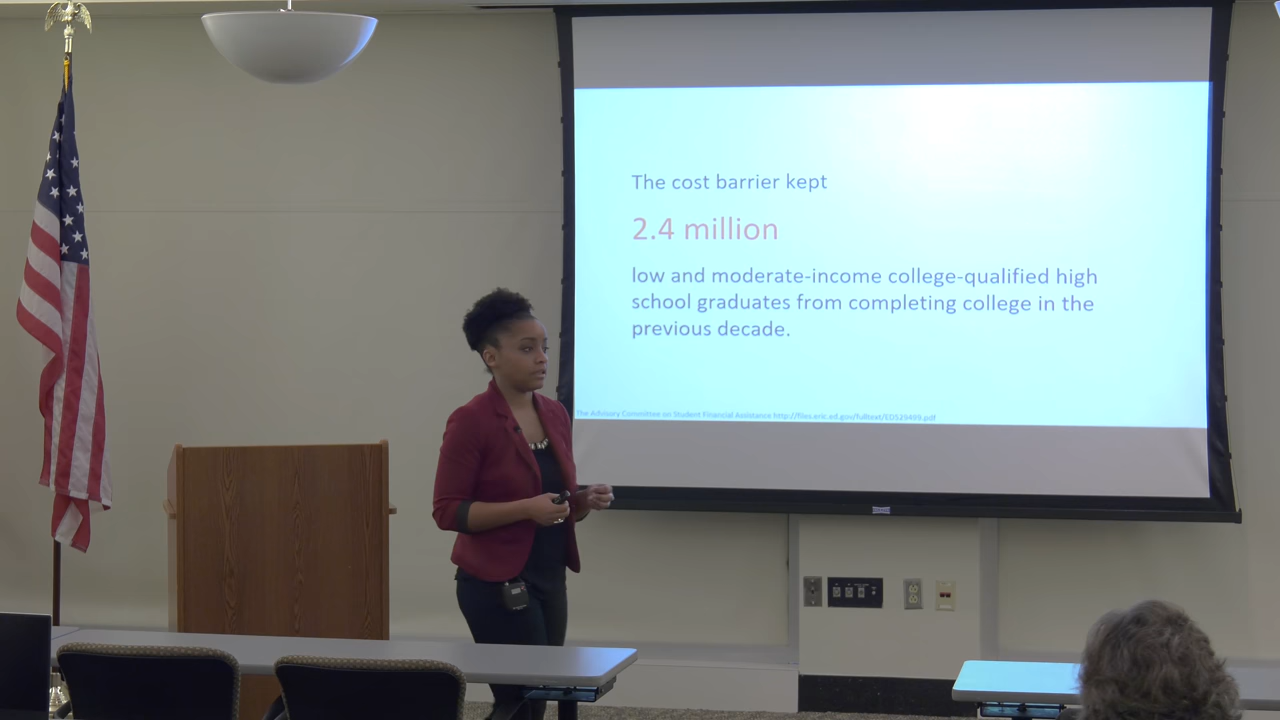 The cost barrier kept
2.4 million
low and moderate-income college-qualified high
school graduates from completing college in the
previous decade.
The Advisory Committee on Student Financial Assistance http://files.eric.ed.gov/fulltext/ED529499.pdf